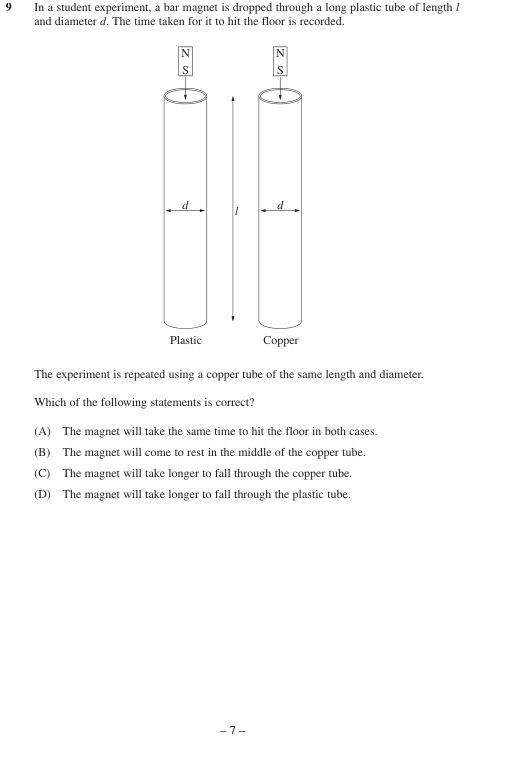 9 In a student experiment, a bar magnet is dropped through a long plastic tube of length l
and diameter d. The time taken for it to hit the floor is recorded.
N N
S S
d d
l
Plastic Copper
The experiment is repeated using a copper tube of the same length and diameter.
Which of the following statements is correct?
(A) The magnet will take the same time to hit the floor in both cases.
(B) The magnet will come to rest in the middle of the copper tube.
(C) The magnet will take longer to fall through the copper tube.
(D) The magnet will take longer to fall through the plastic tube.
– 7 –